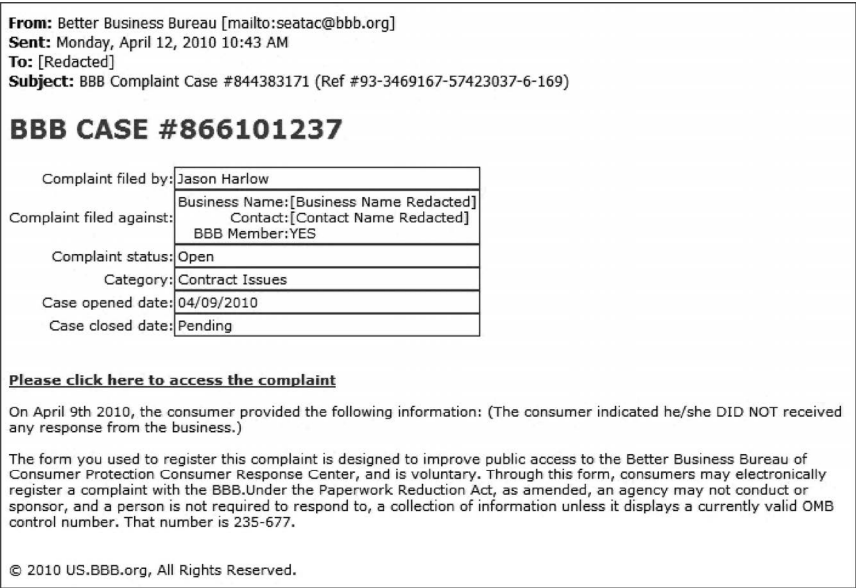 From: Better Business Bureau [mailto:seatac@bbb.org]
Sent: Monday, April 12, 2010 10:43 AM
To: [Redacted]
Subject: BBB Complaint Case #844383171 (Ref #93-3469167-57423037-6-169)
BBB CASE #866101237
Complaint filed by: Jason Harlow
Complaint filed against: Business Name:[Business Name Redacted]
Contact:[Contact Name Redacted]
BBB Member:YES
Complaint status: Open
Category: Contract Issues
Case opened date: 04/09/2010
Case closed date: Pending
Please click here to access the complaint
On April 9th 2010, the consumer provided the following information: (The consumer indicated he/she DID NOT received
any response from the business.)
The form you used to register this complaint is designed to improve public access to the Better Business Bureau of
Consumer Protection Consumer Response Center, and is voluntary. Through this form, consumers may electronically
register a complaint with the BBB.Under the Paperwork Reduction Act, as amended, an agency may not conduct or
sponsor, and a person is not required to respond to, a collection of information unless it displays a currently valid OMB
control number. That number is 235-677.
© 2010 US.BBB.org, All Rights Reserved.